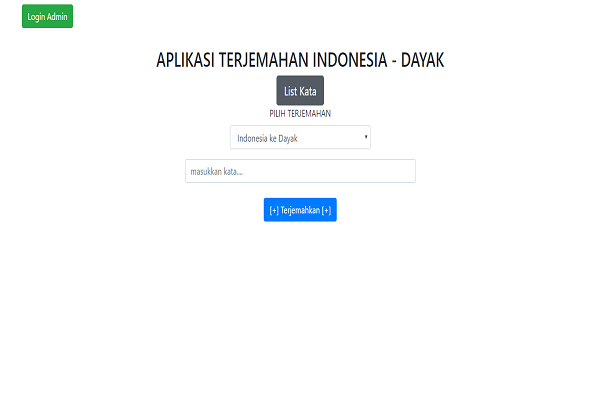 Login Admin
APLIKASI TERJEMAHAN INDONESIA - DAYAK
List Kata
PILIH TERJEMAHAN
Indonesia ke Dayak
masukkan kata....
[+] Terjemahkan [+]